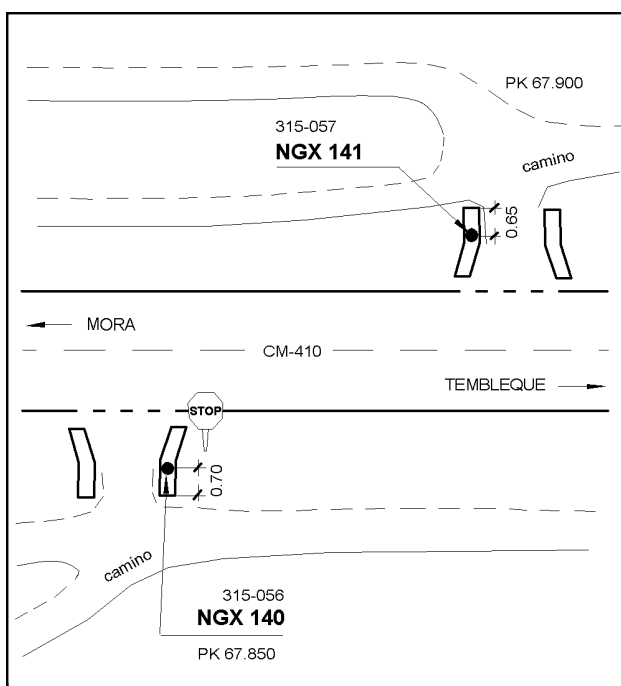 PK 67.900
315-057
NGX 141
camino
0.65
MORA
CM-410
TEMBLEQUE
STOP
0.70
camino
315-056
NGX 140
PK 67.850